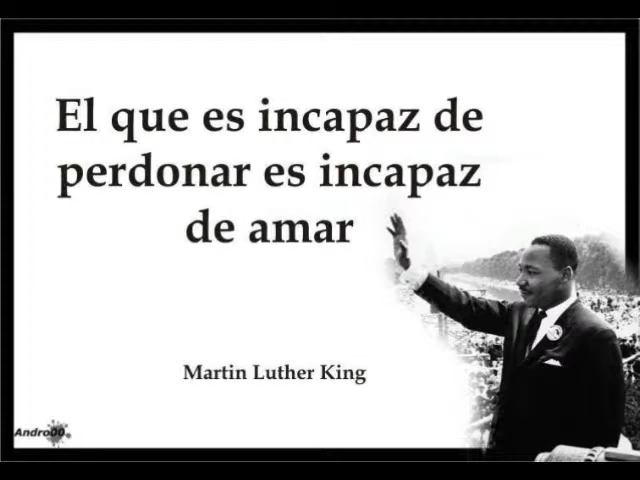 El que es incapaz de
perdonar es incapaz
de amar
Martin Luther King
Andro00